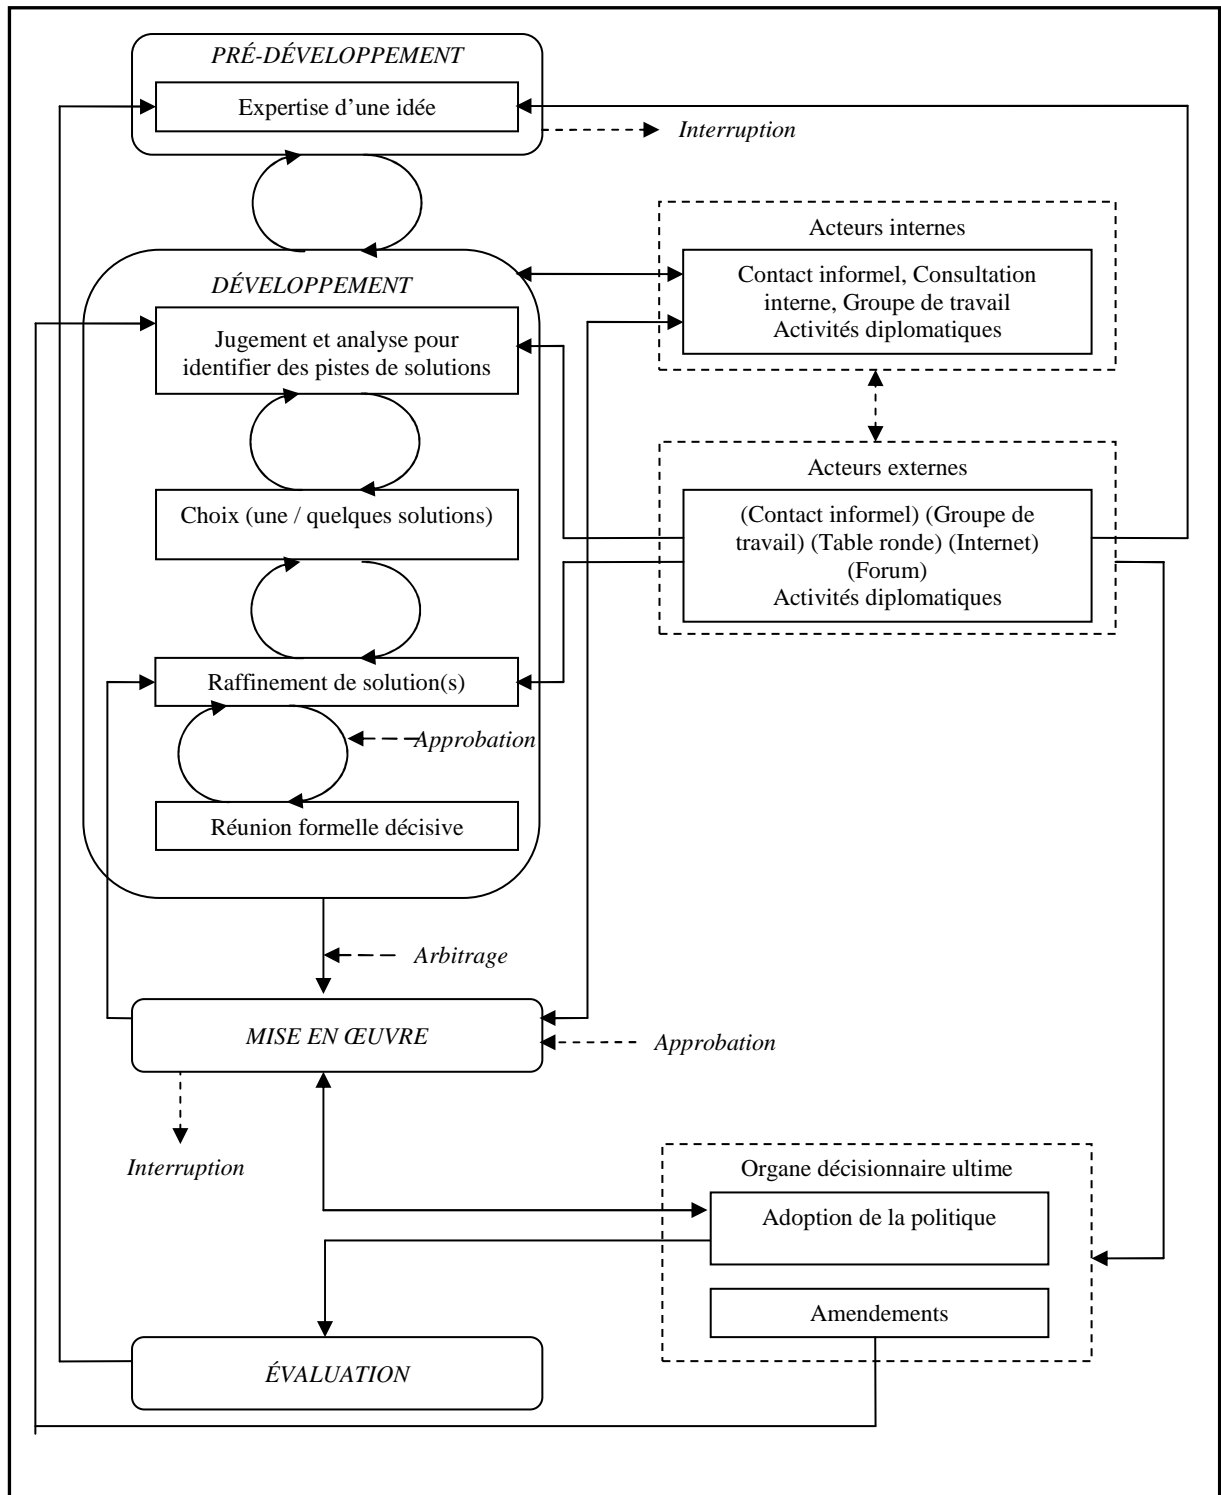 PRÉ-DÉVELOPPEMENT
Expertise d'une idée
Interruption
Acteurs internes
Contact informel, Consultation
interne, Groupe de travail
Activités diplomatiques
DÉVELOPPEMENT
Jugement et analyse pour
identifier des pistes de solutions
Acteurs externes
(Contact informel) (Groupe de
travail) (Table ronde) (Internet)
(Forum)
Activités diplomatiques
Choix (une / quelques solutions)
Raffinement de solution(s)
Approbation
Réunion formelle décisive
Arbitrage
MISE EN ŒUVRE
Approbation
Interruption
Organe décisionnaire ultime
Adoption de la politique
Amendements
ÉVALUATION